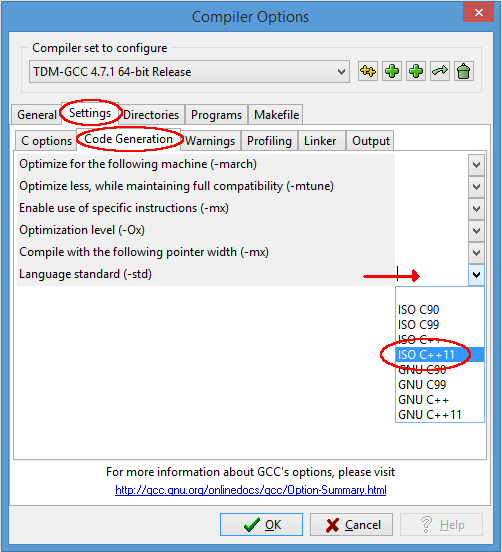 Compiler Options
Compiler set to configure
TDM-GCC 4.7.1 64-bit Release
General Settings Directories Programs Makefile
C options Code Generation Warnings Profiling Linker Output
Optimize for the following machine (-march)
Optimize less, while maintaining full compatibility (-mtune)
Enable use of specific instructions (-mx)
Optimization level (-Ox)
Compile with the following pointer width (-mx)
Language standard (-std)
ISO C90
ISO C99
ISO C++
ISO C++11
GNU C90
GNU C99
GNU C++
GNU C++11
For more information about GCC's options, please visit
http://gcc.gnu.org/onlinedocs/gcc/Option-Summary.html
OK Cancel Help